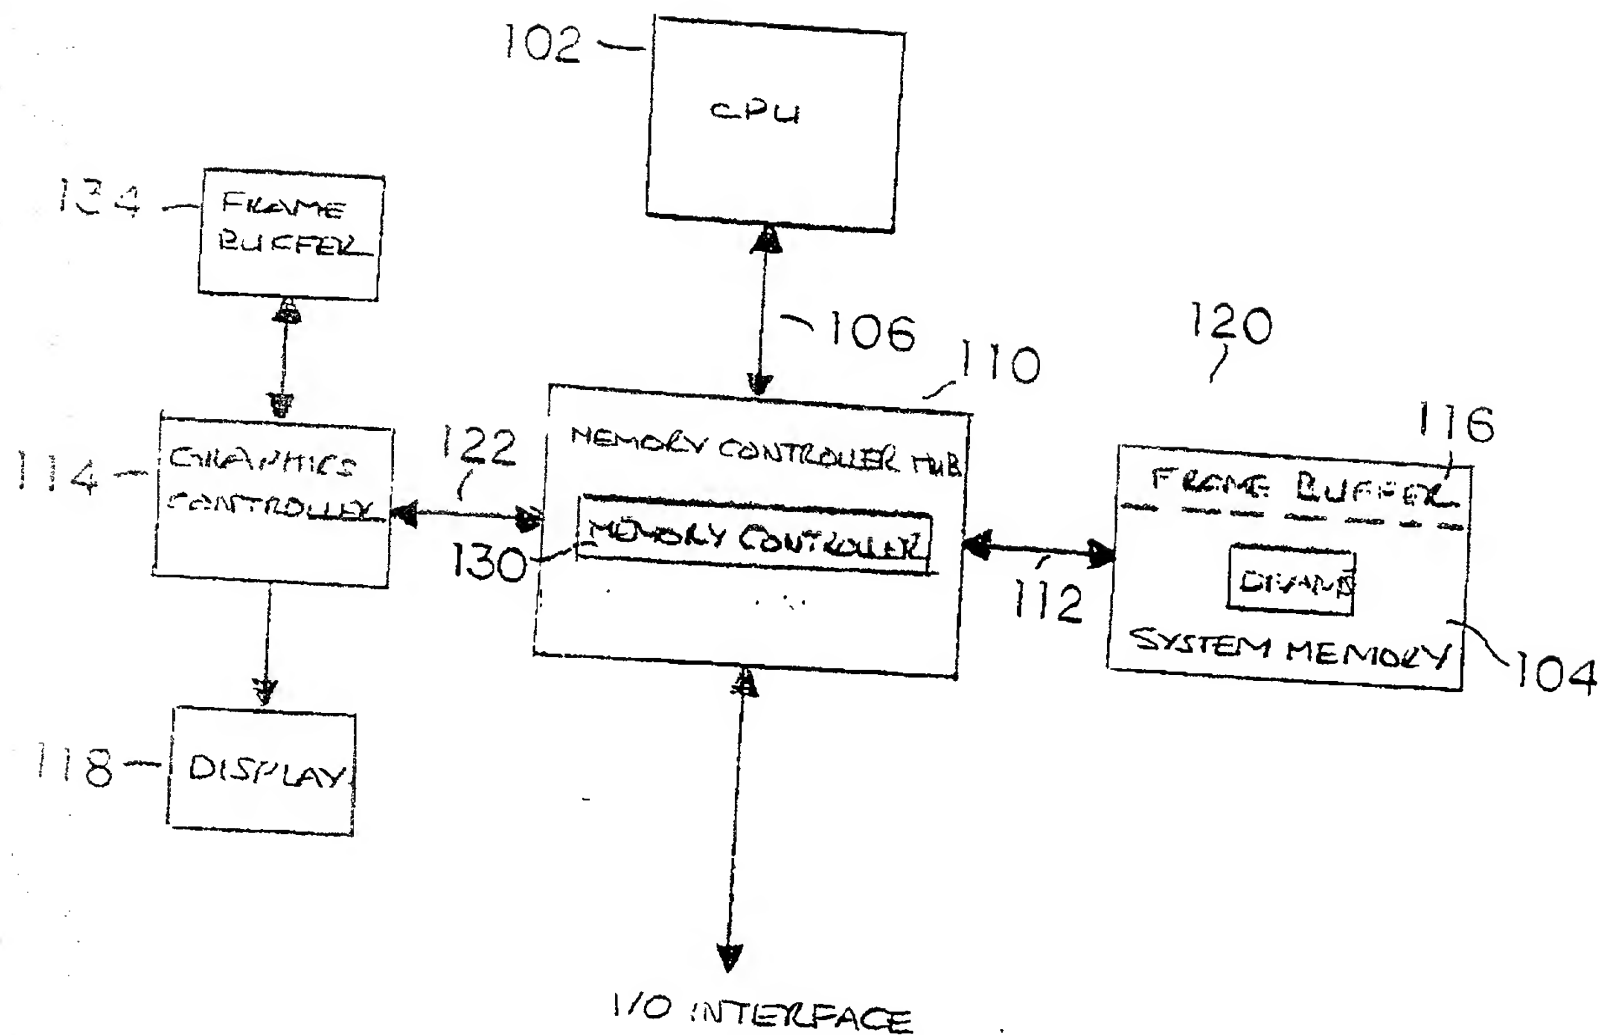 102
CPU
134
FRAME
BUFFER
106
110
120
116
114
GRAPHICS
CONTROLLER
122
MEMORY CONTROLLER HUB
MEMORY CONTROLLER
130
112
FRAME BUFFER
SYSTEM MEMORY
104
118
DISPLAY
I/O INTERFACE